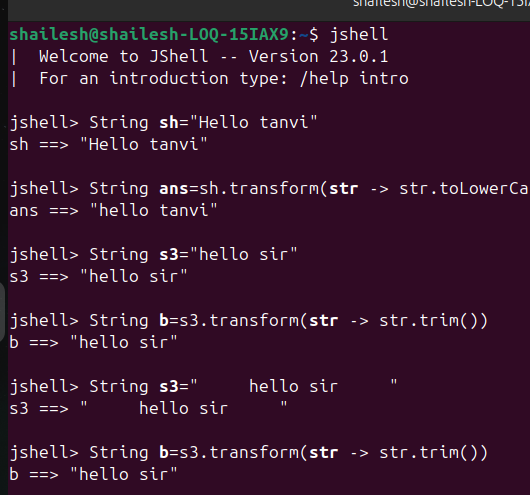 shailesh@shailesh-LOQ-15IA
shailesh@shailesh-LOQ-15IAX9:~$ jshell
|  Welcome to JShell -- Version 23.0.1
|  For an introduction type: /help intro
jshell> String sh="Hello tanvi"
sh ==> "Hello tanvi"
jshell> String ans=sh.transform(str -> str.toLowerCa
ans ==> "hello tanvi"
jshell> String s3="hello sir"
s3 ==> "hello sir"
jshell> String b=s3.transform(str -> str.trim())
b ==> "hello sir"
jshell> String s3="     hello sir     "
s3 ==> "     hello sir     "
jshell> String b=s3.transform(str -> str.trim())
b ==> "hello sir"